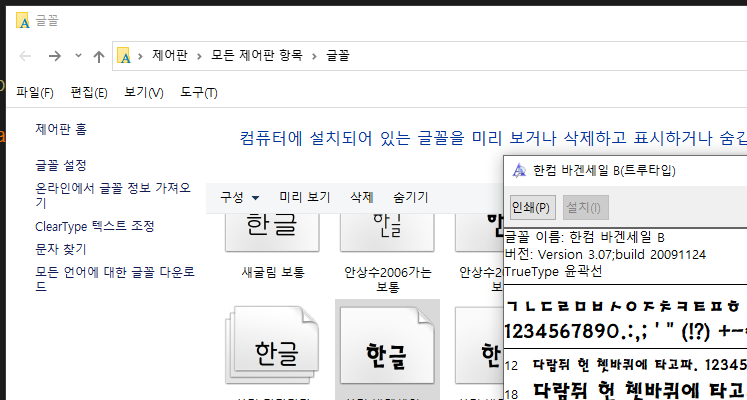 글꼴
제어판 > 모든 제어판 항목 > 글꼴
파일(F) 편집(E) 보기(V) 도구(T)
제어판 홈
글꼴 설정
온라인에서 글꼴 정보 가져오
기
ClearType 텍스트 조정
문자 찾기
모든 언어에 대한 글꼴 다운로
드
컴퓨터에 설치되어 있는 글꼴을 미리 보거나 삭제하고 표시하거나 숨깁
구성 미리 보기 삭제 숨기기
한글
한글
새굴림 보통
안상수2006가는
보통
안상수20
한글
한글
한컴 바겐세일 B(트루타입)
인쇄(P) 설치(I)
글꼴 이름: 한컴 바겐세일 B
버전: Version 3.07;build 20091124
TrueType 윤곽선
ㄱㄴㄷㄹㅁㅂㅅㅇㅈㅊㅋㅌㅍㅎ
1234567890.:,; ' " (!?) +-
12 다람쥐 헌 쳇바퀴에 타고파. 12345
18 다람쥐 헌 쳇바퀴에 타고